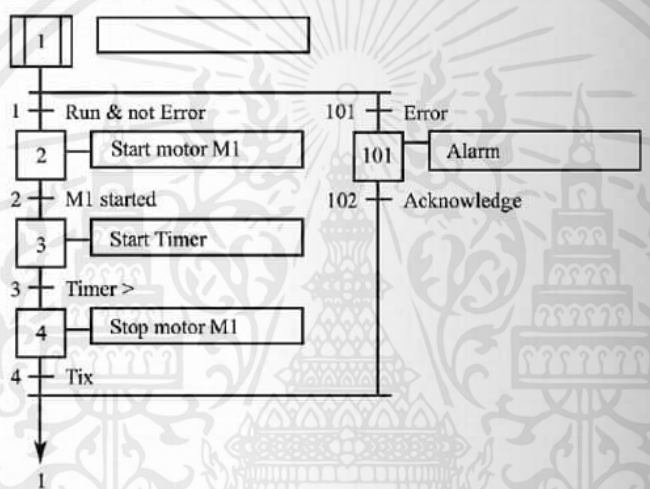 1
1 Run & not Error
101 Error
2 Start motor M1
101 Alarm
2 M1 started
102 Acknowledge
3 Start Timer
3 Timer >
4 Stop motor M1
4 Tix
1